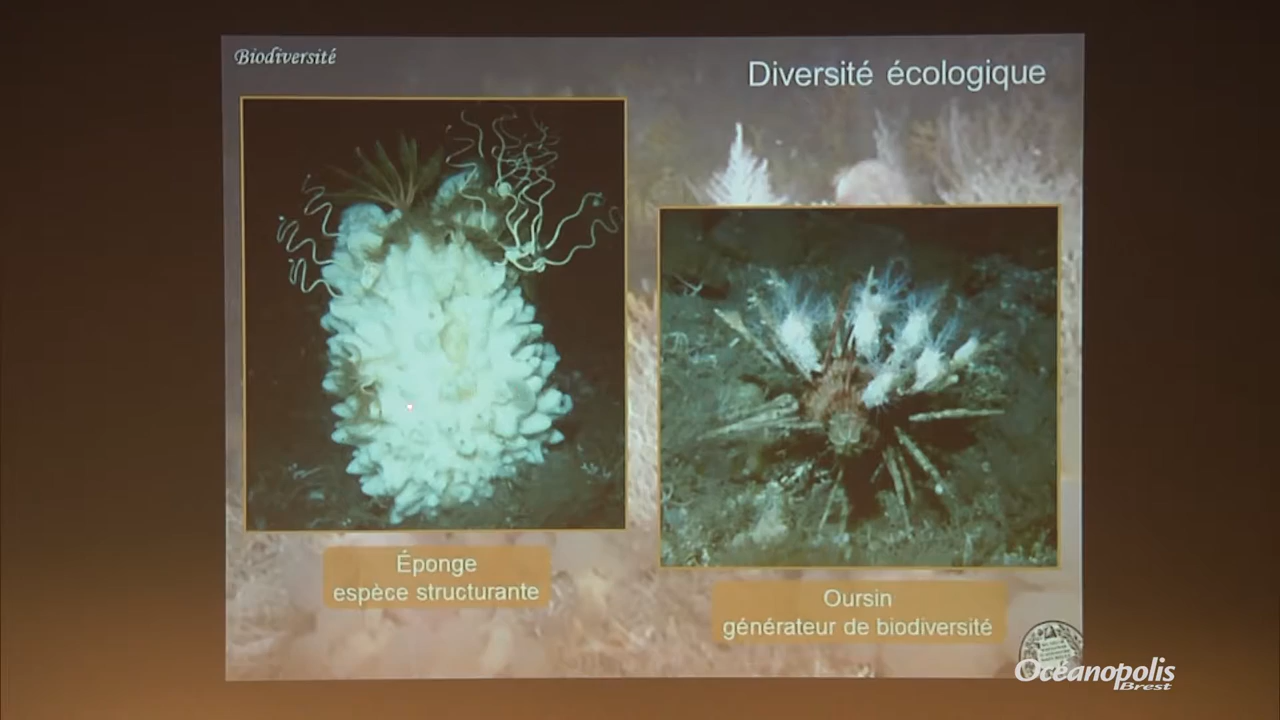 Biodiversité
Diversité écologique
Éponge
espèce structurante
Oursin
générateur de biodiversité
Océanopolis
Brest